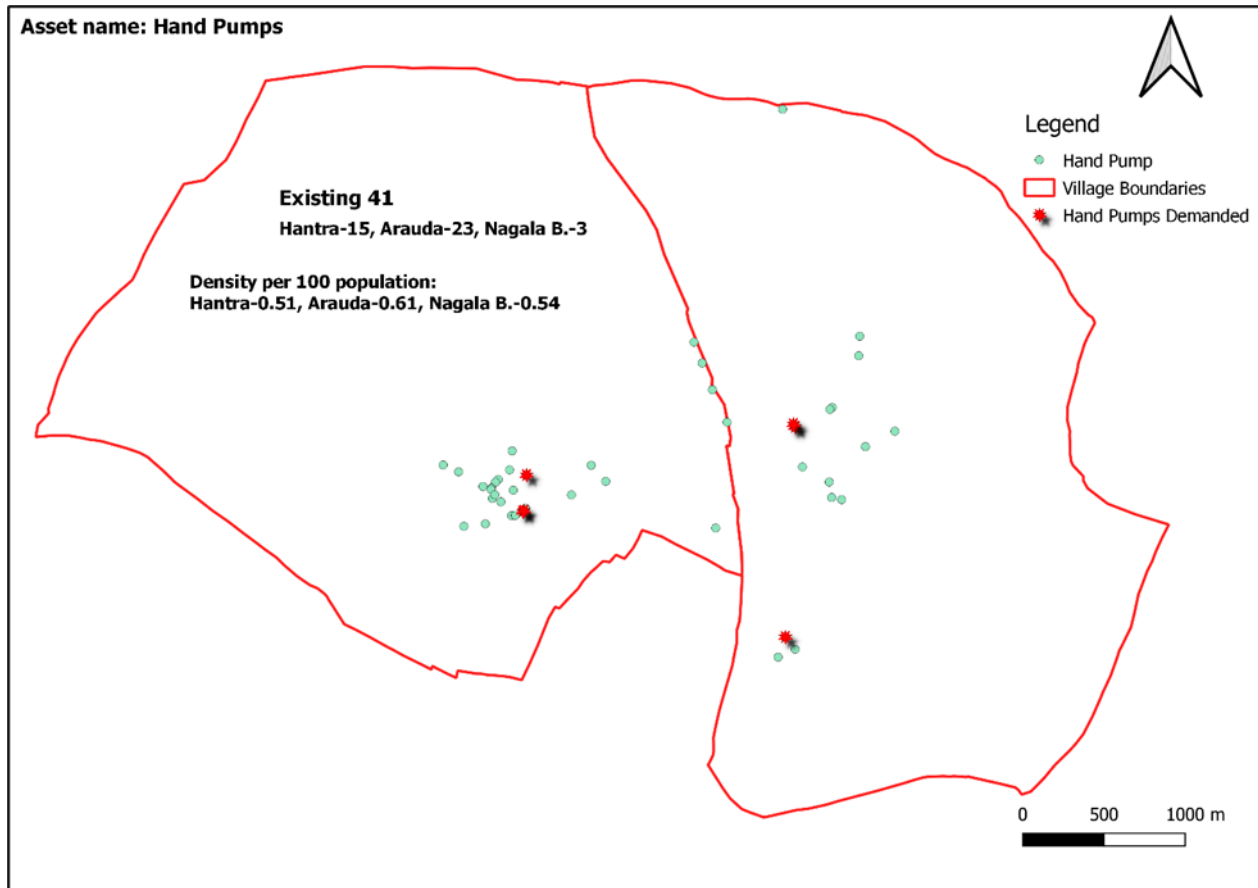 Asset name: Hand Pumps
Legend
Hand Pump
Village Boundaries
Hand Pumps Demanded
Existing 41
Hantra-15, Arauda-23, Nagala B.-3
Density per 100 population:
Hantra-0.51, Arauda-0.61, Nagala B.-0.54
0 500 1000 m